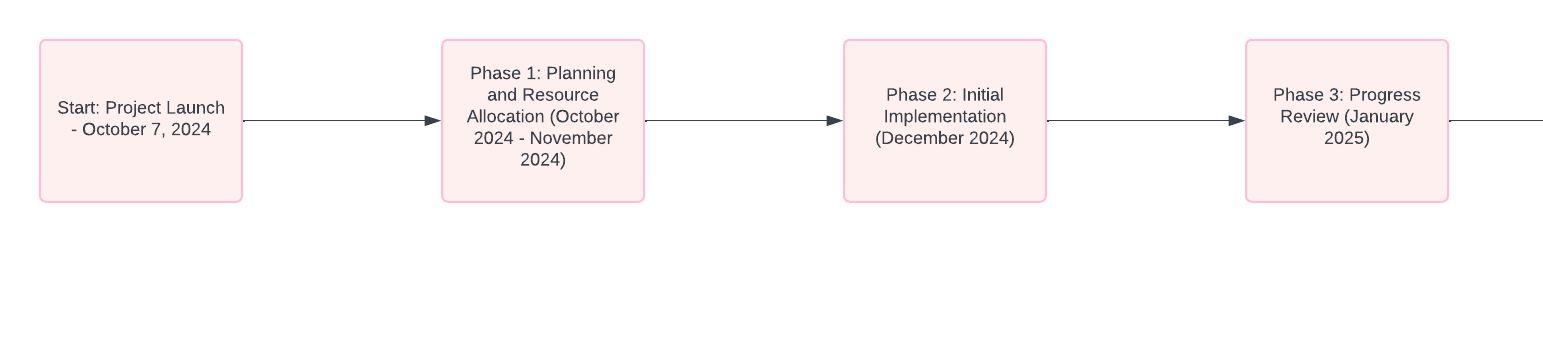 Start: Project Launch
- October 7, 2024
Phase 1: Planning
and Resource
Allocation (October
2024 - November
2024)
Phase 2: Initial
Implementation
(December 2024)
Phase 3: Progress
Review (January
2025)